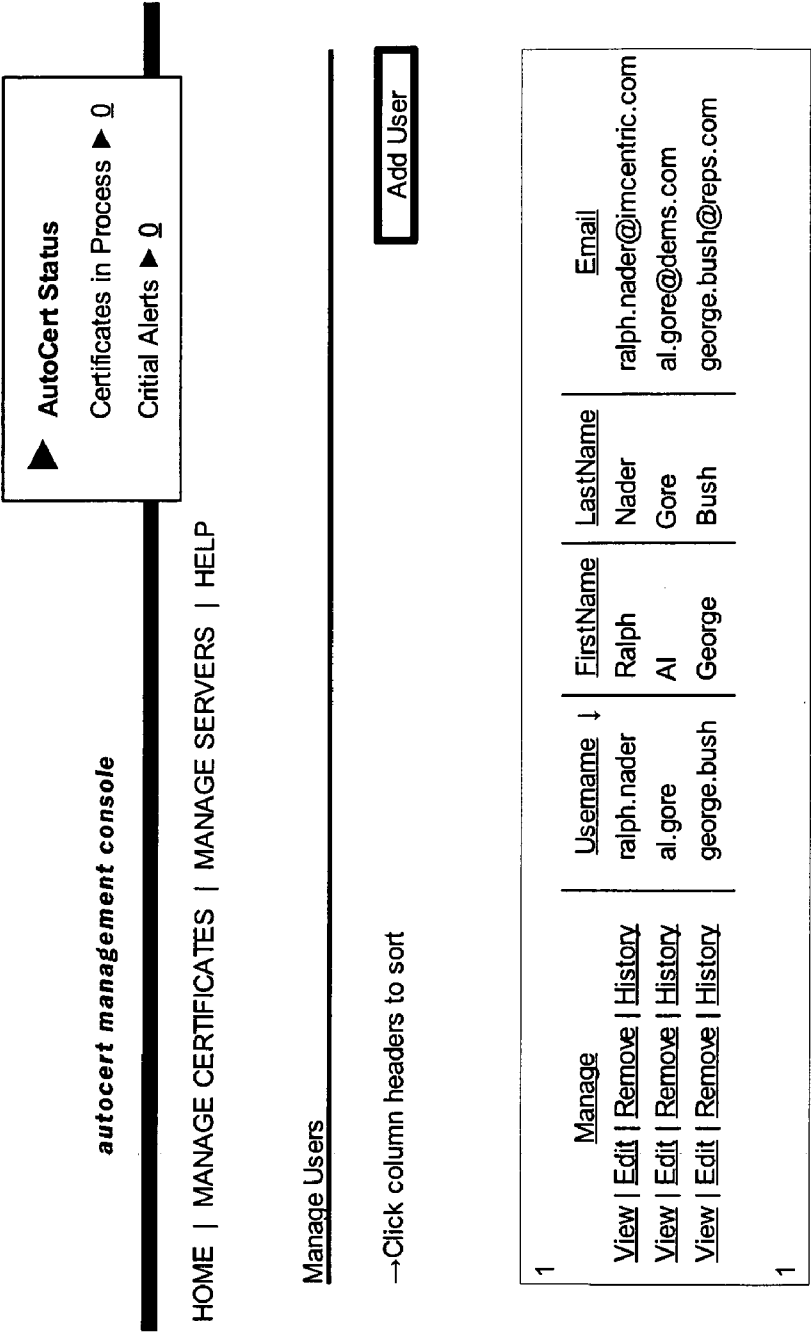 autocert management console
▶ AutoCert Status
Certificates in Process ▶ 0
Critial Alerts ▶ 0
HOME | MANAGE CERTIFICATES | MANAGE SERVERS | HELP
Manage Users
→Click column headers to sort
Add User
1
Manage Username ↓ FirstName LastName Email
View | Edit | Remove | History ralph.nader Ralph Nader ralph.nader@imcentric.com
View | Edit | Remove | History al.gore Al Gore al.gore@dems.com
View | Edit | Remove | History george.bush George Bush george.bush@reps.com
1